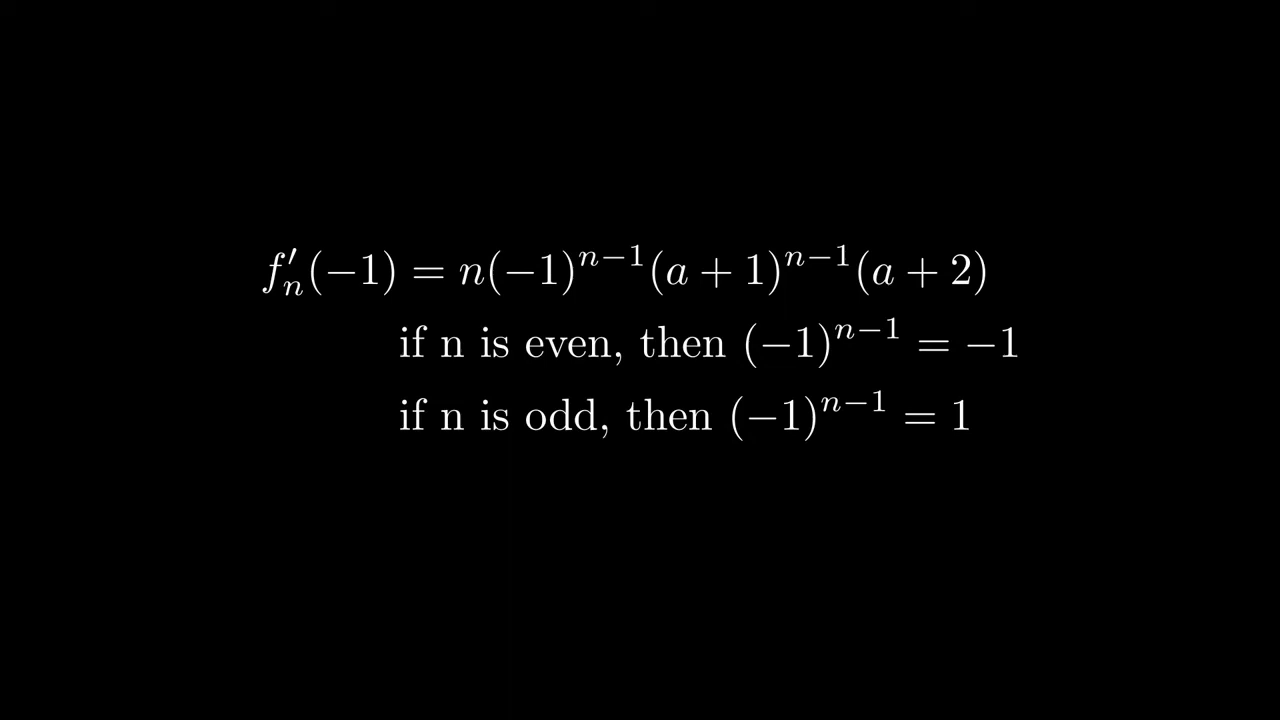 f′ₙ(−1) = n(−1)ⁿ⁻¹(a + 1)ⁿ⁻¹(a + 2)
if n is even, then (−1)ⁿ⁻¹ = −1
if n is odd, then (−1)ⁿ⁻¹ = 1